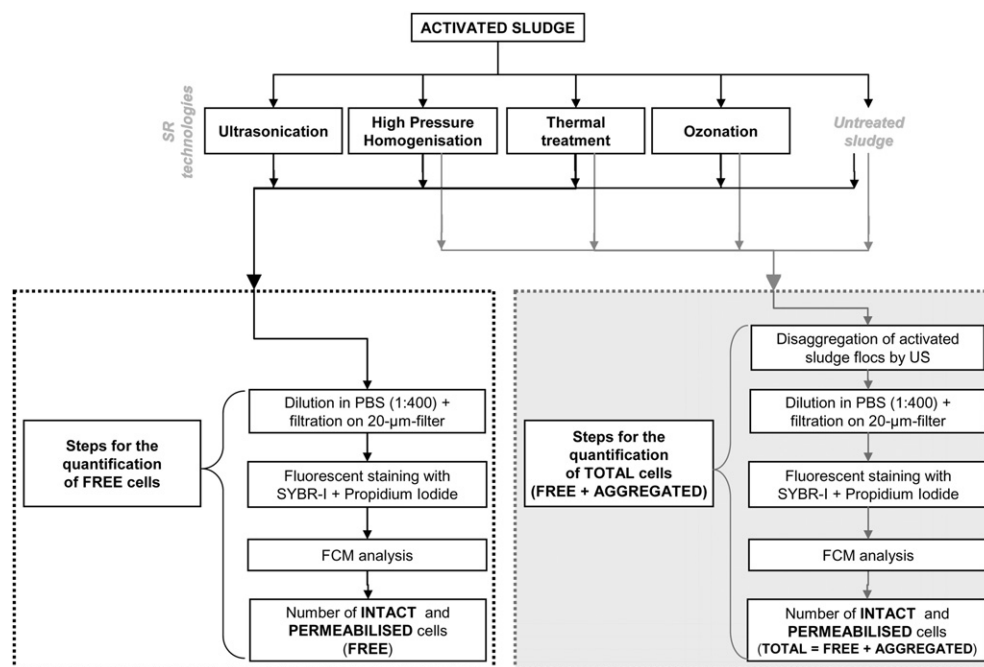 ACTIVATED SLUDGE
SR
technologies
Ultrasonication
High Pressure
Homogenisation
Thermal
treatment
Ozonation
Untreated
sludge
Steps for the
quantification
of FREE cells
Dilution in PBS (1:400) +
filtration on 20-µm-filter
Fluorescent staining with
SYBR-I + Propidium Iodide
FCM analysis
Number of INTACT and
PERMEABILISED cells
(FREE)
Steps for the
quantification
of TOTAL cells
(FREE + AGGREGATED)
Disaggregation of activated
sludge flocs by US
Dilution in PBS (1:400) +
filtration on 20-µm-filter
Fluorescent staining with
SYBR-I + Propidium Iodide
FCM analysis
Number of INTACT and
PERMEABILISED cells
(TOTAL = FREE + AGGREGATED)